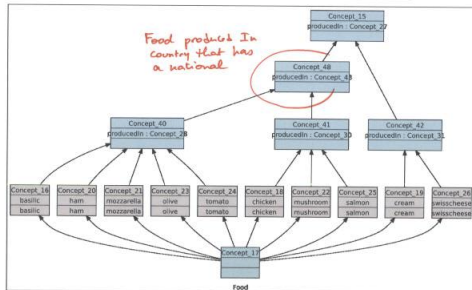 Concept_15
producedIn : Concept_27
Food produced In
country that has
a national
Concept_48
producedIn : Concept_43
Concept_40
producedIn : Concept_28
Concept_41
producedIn : Concept_30
Concept_42
producedIn : Concept_31
Concept_16
basilic
basilic
Concept_20
ham
ham
Concept_21
mozzarella
mozzarella
Concept_23
olive
olive
Concept_24
tomato
tomato
Concept_18
chicken
chicken
Concept_22
mushroom
mushroom
Concept_25
salmon
salmon
Concept_19
cream
cream
Concept_26
swisscheese
swisscheese
Concept_17
Food